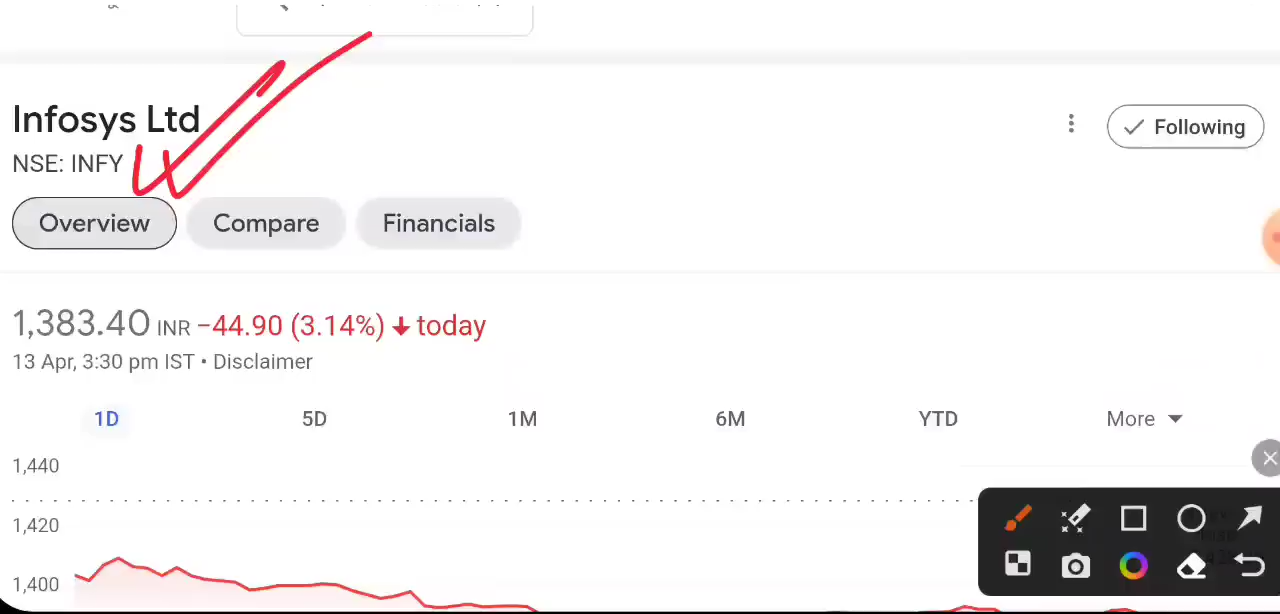 Infosys Ltd
Following
NSE: INFY
Overview
Compare
Financials
1,383.40 INR −44.90 (3.14%) today
13 Apr, 3:30 pm IST • Disclaimer
1D 5D 1M 6M YTD More
1,440
1,420
1,400